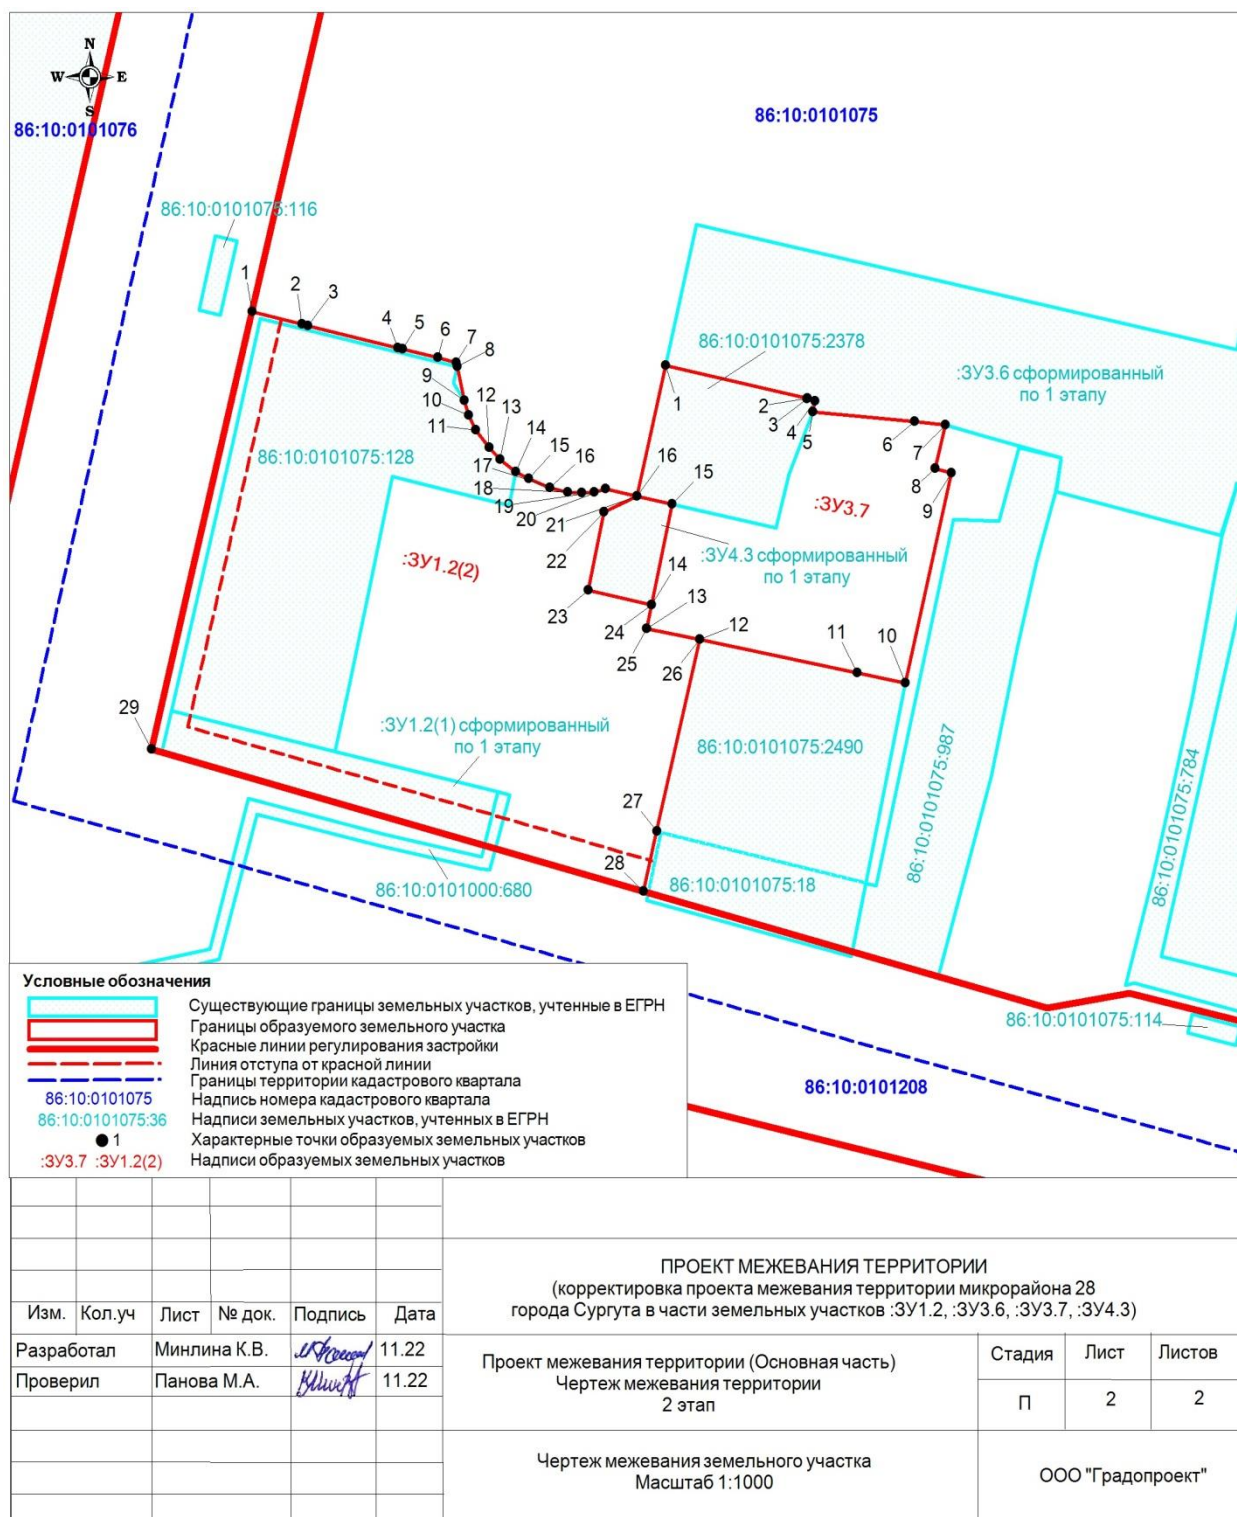 N
W E
S
86:10:0101076
86:10:0101075
86:10:0101075:116
1
2
3
4
5
6
7
8
9
10
11
12
13
14
15
16
17
18
19
20
21
22
23
24
25
26
27
28
29
86:10:0101075:128
:ЗУ1.2(2)
:ЗУ1.2(1) сформированный
по 1 этапу
86:10:0101000:680
86:10:0101075:2378
:ЗУ3.6 сформированный
по 1 этапу
1
2
3
4
5
6
7
8
9
10
11
12
13
14
15
16
:ЗУ3.7
:ЗУ4.3 сформированный
по 1 этапу
86:10:0101075:2490
86:10:0101075:18
86:10:0101075:987
86:10:0101075:784
86:10:0101075:114
86:10:0101208
Условные обозначения
Существующие границы земельных участков, учтенные в ЕГРН
Границы образуемого земельного участка
Красные линии регулирования застройки
Линия отступа от красной линии
Границы территории кадастрового квартала
86:10:0101075 Надпись номера кадастрового квартала
86:10:0101075:36 Надписи земельных участков, учтенных в ЕГРН
1 Характерные точки образуемых земельных участков
:ЗУ3.7 :ЗУ1.2(2) Надписи образуемых земельных участков
ПРОЕКТ МЕЖЕВАНИЯ ТЕРРИТОРИИ
(корректировка проекта межевания территории микрорайона 28
города Сургута в части земельных участков :ЗУ1.2, :ЗУ3.6, :ЗУ3.7, :ЗУ4.3)
Изм. Кол.уч Лист № док. Подпись Дата
Разработал Минлина К.В. 11.22
Проверил Панова М.А. 11.22
Проект межевания территории (Основная часть)
Чертеж межевания территории
2 этап
Стадия Лист Листов
П 2 2
Чертеж межевания земельного участка
Масштаб 1:1000
ООО "Градопроект"